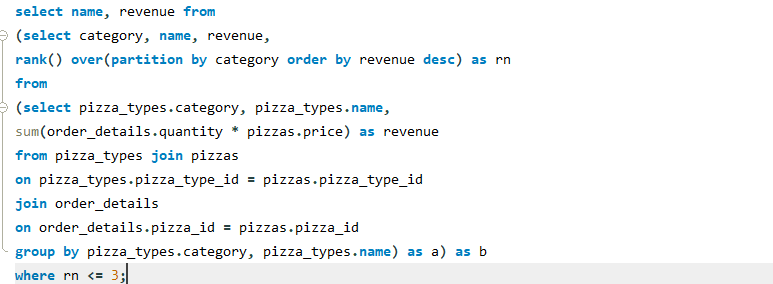 select name, revenue from
(select category, name, revenue,
rank() over(partition by category order by revenue desc) as rn
from
(select pizza_types.category, pizza_types.name,
sum(order_details.quantity * pizzas.price) as revenue
from pizza_types join pizzas
on pizza_types.pizza_type_id = pizzas.pizza_type_id
join order_details
on order_details.pizza_id = pizzas.pizza_id
group by pizza_types.category, pizza_types.name) as a) as b
where rn <= 3;